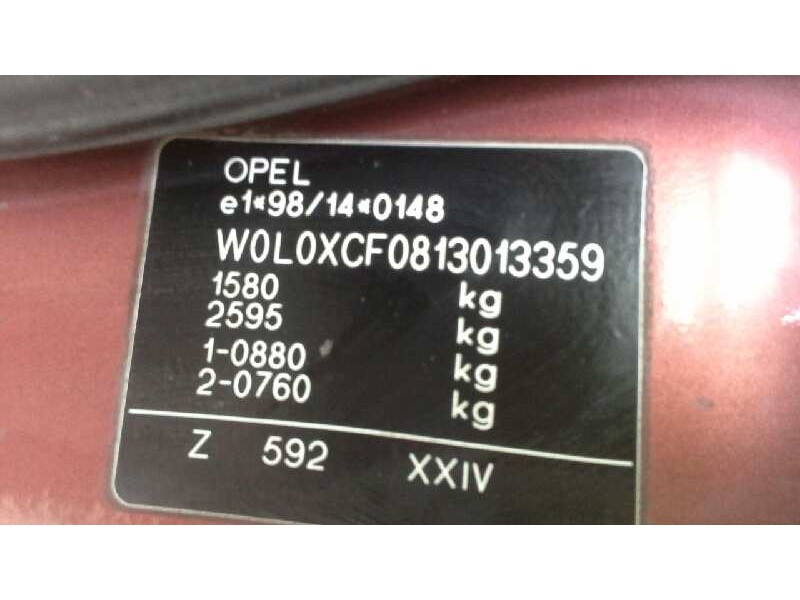 OPEL
e1*98/14*0148
W0L0XCF0813013359
1580 kg
2595 kg
1-0880 kg
2-0760 kg
Z 592 XXIV